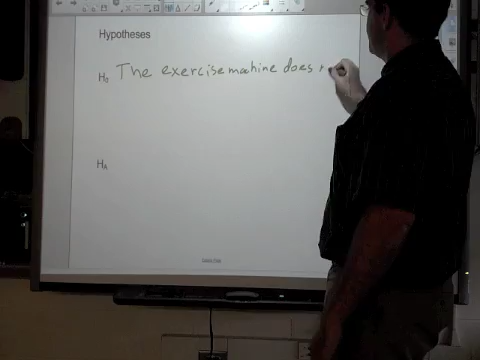 Hypotheses
H₀ The exercise machine does
Hₐ